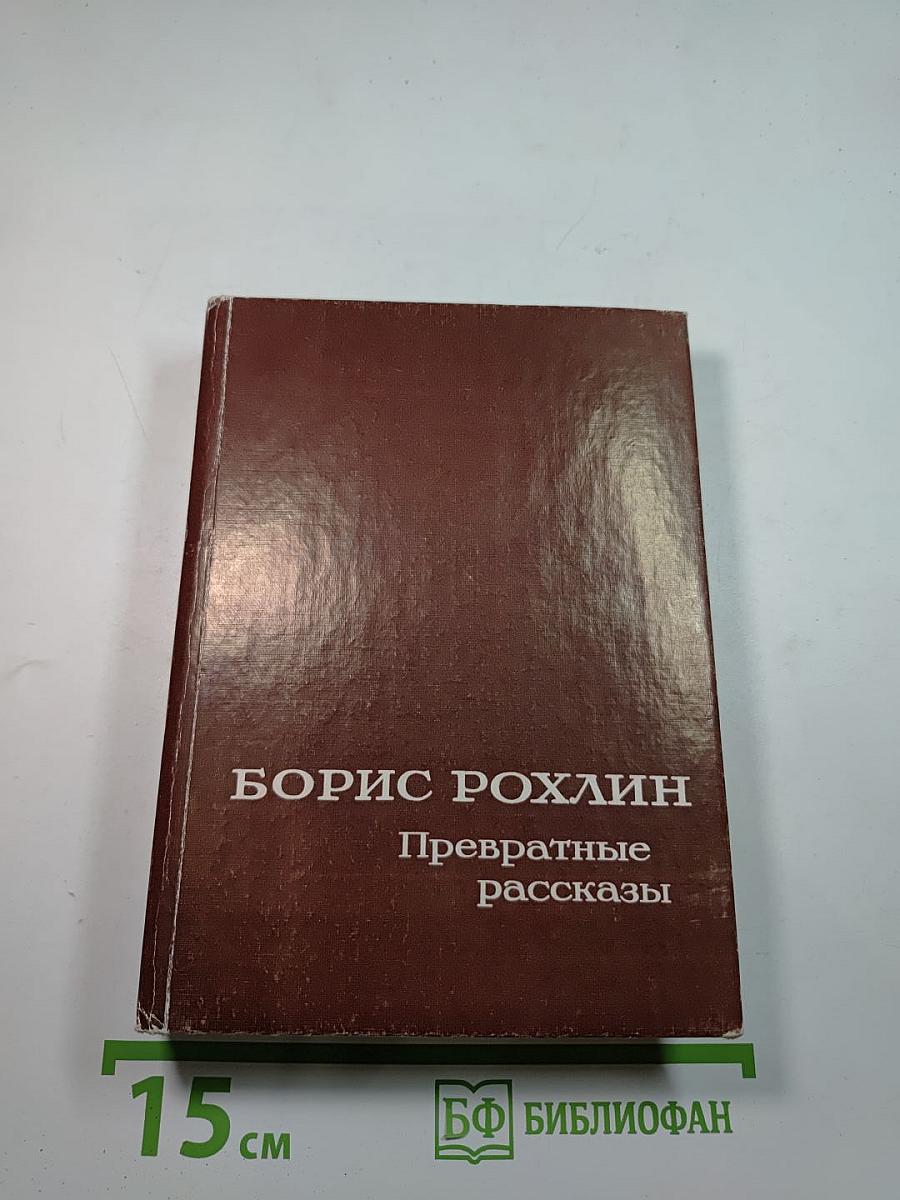 БОРИС РОХЛИН
Превратные
рассказы
15 см
БФ БИБЛИОФАН